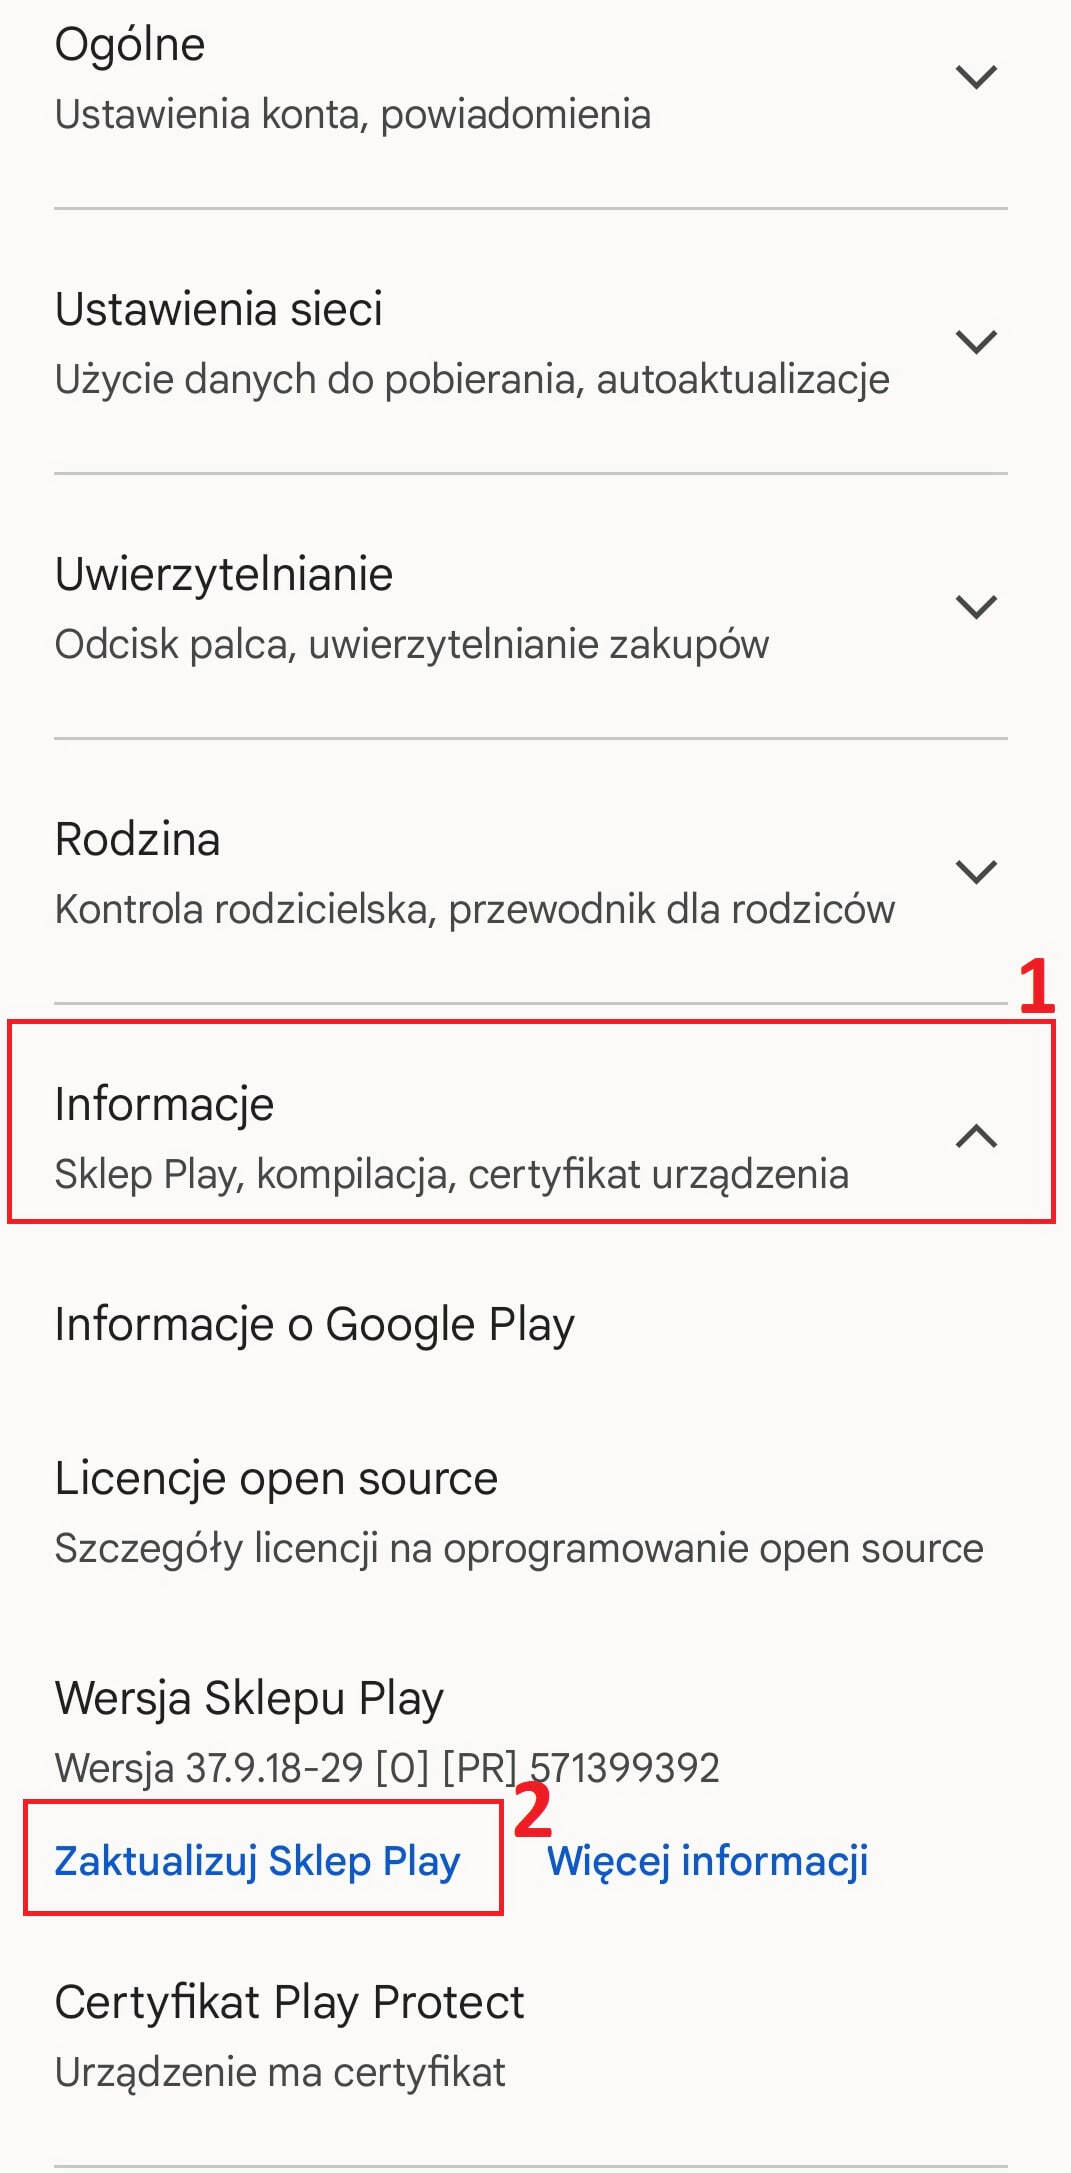 Ogólne
Ustawienia konta, powiadomienia
Ustawienia sieci
Użycie danych do pobierania, autoaktualizacje
Uwierzytelnianie
Odcisk palca, uwierzytelnianie zakupów
Rodzina
Kontrola rodzicielska, przewodnik dla rodziców
1
Informacje
Sklep Play, kompilacja, certyfikat urządzenia
Informacje o Google Play
Licencje open source
Szczegóły licencji na oprogramowanie open source
Wersja Sklepu Play
Wersja 37.9.18-29 [0] [PR] 571399392
2
Zaktualizuj Sklep Play Więcej informacji
Certyfikat Play Protect
Urządzenie ma certyfikat